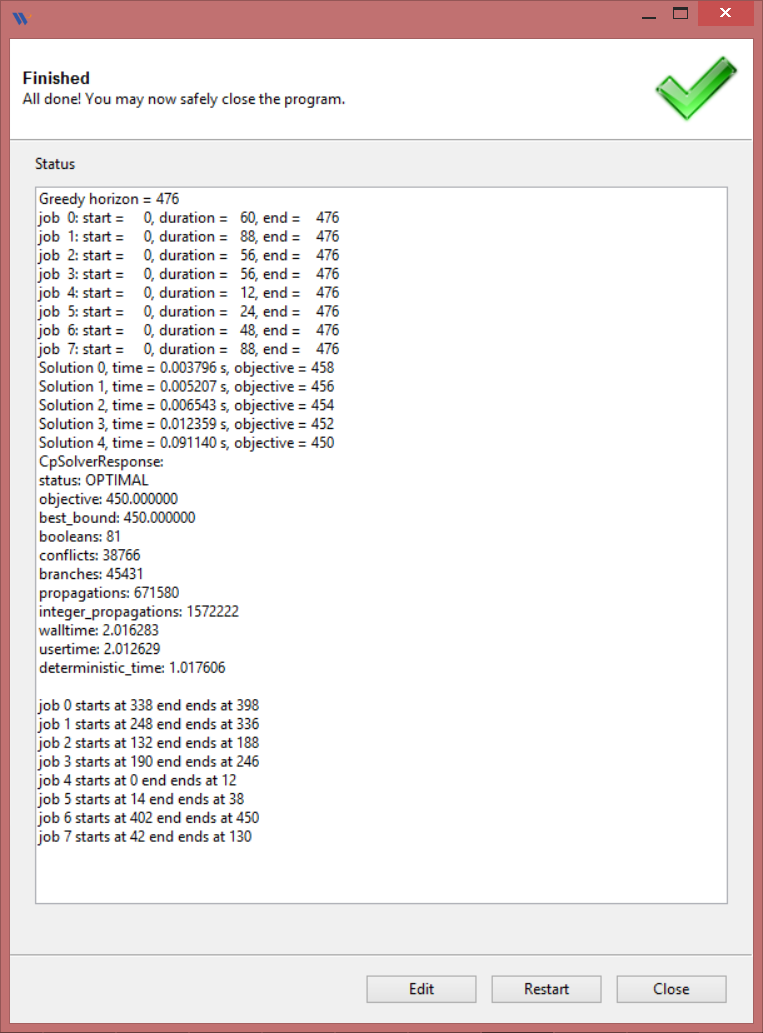 Finished
All done! You may now safely close the program.
Status
Greedy horizon = 476
job  0: start =     0, duration =   60, end =    476
job  1: start =     0, duration =   88, end =    476
job  2: start =     0, duration =   56, end =    476
job  3: start =     0, duration =   56, end =    476
job  4: start =     0, duration =   12, end =    476
job  5: start =     0, duration =   24, end =    476
job  6: start =     0, duration =   48, end =    476
job  7: start =     0, duration =   88, end =    476
Solution 0, time = 0.003796 s, objective = 458
Solution 1, time = 0.005207 s, objective = 456
Solution 2, time = 0.006543 s, objective = 454
Solution 3, time = 0.012359 s, objective = 452
Solution 4, time = 0.091140 s, objective = 450
CpSolverResponse:
status: OPTIMAL
objective: 450.000000
best_bound: 450.000000
booleans: 81
conflicts: 38766
branches: 45431
propagations: 671580
integer_propagations: 1572222
walltime: 2.016283
usertime: 2.012629
deterministic_time: 1.017606
job 0 starts at 338 end ends at 398
job 1 starts at 248 end ends at 336
job 2 starts at 132 end ends at 188
job 3 starts at 190 end ends at 246
job 4 starts at 0 end ends at 12
job 5 starts at 14 end ends at 38
job 6 starts at 402 end ends at 450
job 7 starts at 42 end ends at 130
Edit
Restart
Close